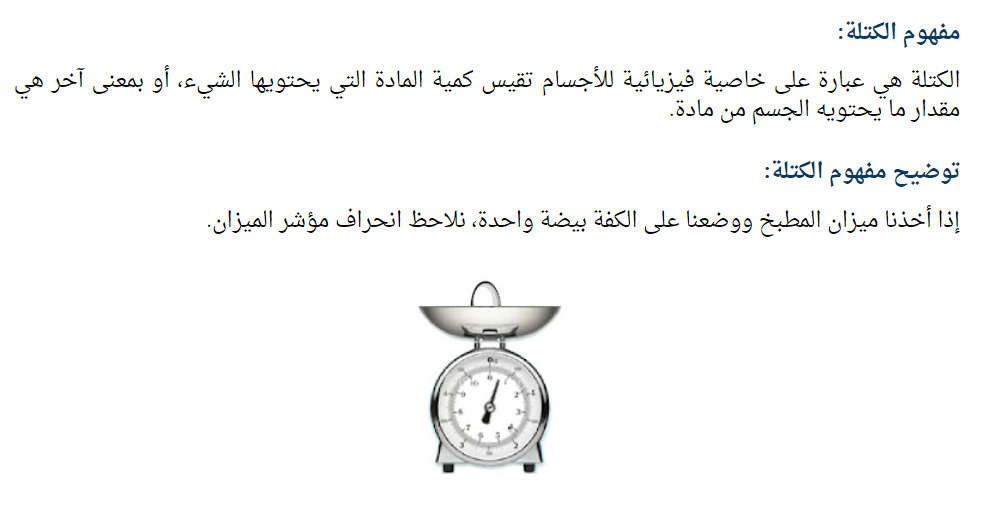 مفهوم الكتلة:
الكتلة هي عبارة على خاصية فيزيائية للأجسام تقيس كمية المادة التي يحتويها الشيء، أو بمعنى آخر هي
مقدار ما يحتويه الجسم من مادة.
توضيح مفهوم الكتلة:
إذا أخذنا ميزان المطبخ ووضعنا على الكفة بيضة واحدة، نلاحظ انحراف مؤشر الميزان.